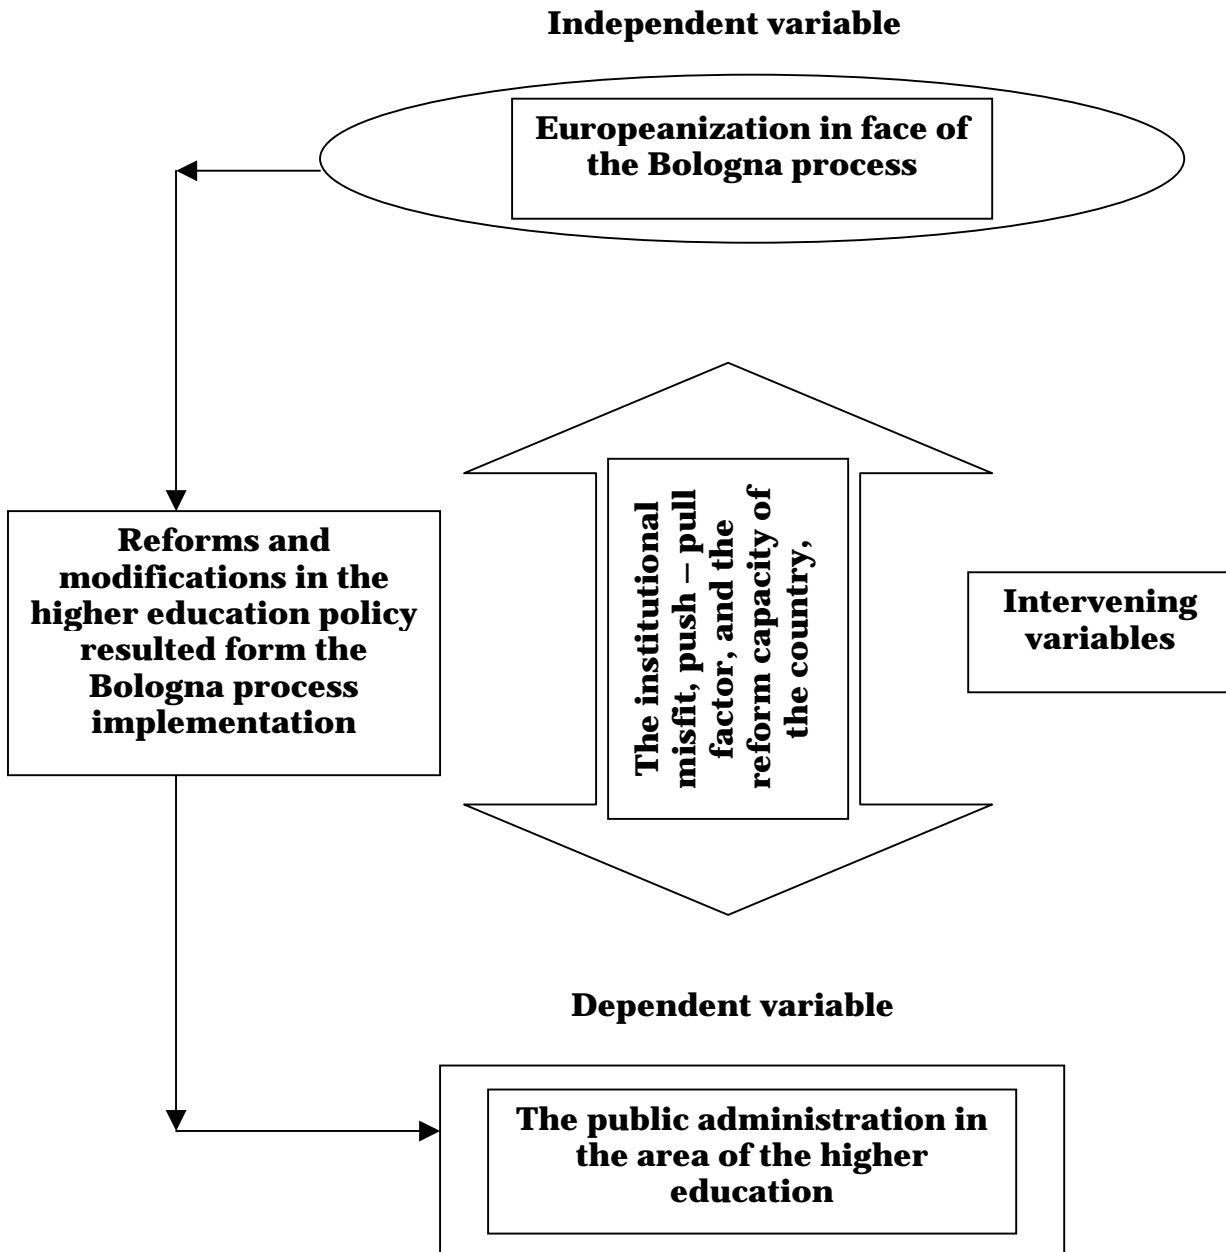 Independent variable
Europeanization in face of
the Bologna process
Reforms and
modifications in the
higher education policy
resulted form the
Bologna process
implementation
The institutional
misfit, push – pull
factor, and the
reform capacity of
the country,
Intervening
variables
Dependent variable
The public administration in
the area of the higher
education